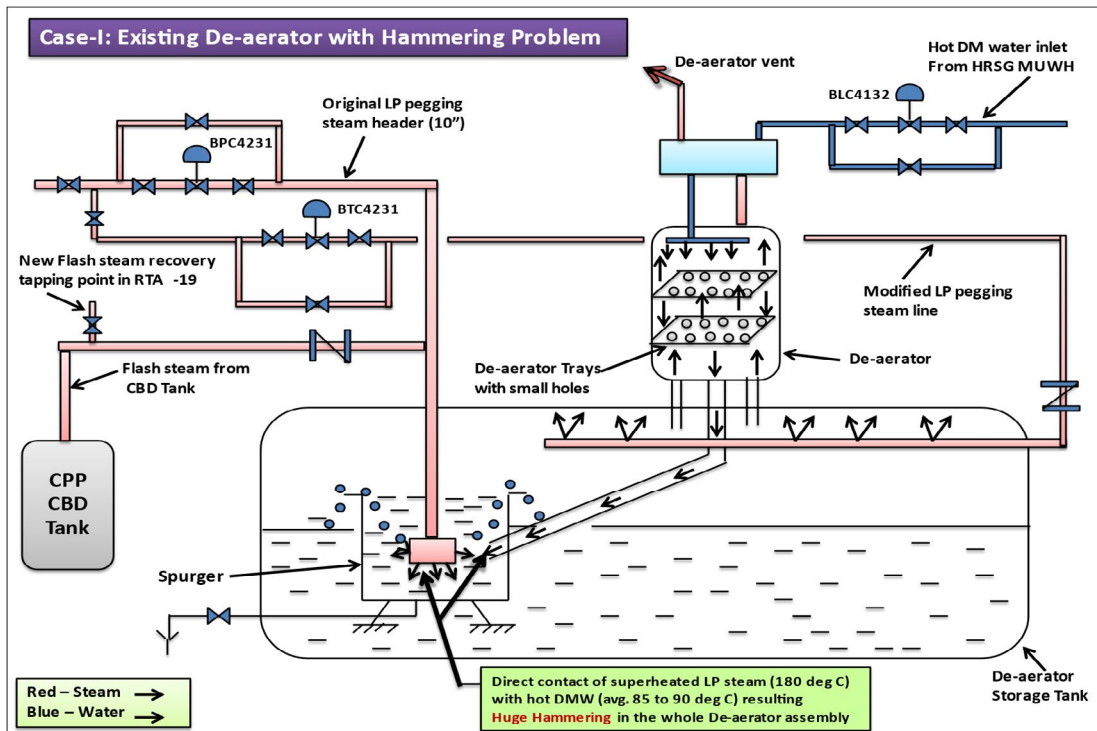 Case-I: Existing De-aerator with Hammering Problem
De-aerator vent
Hot DM water inlet
From HRSG MUWH
BLC4132
Original LP pegging
steam header (10”)
BPC4231
BTC4231
New Flash steam recovery
tapping point in RTA -19
Modified LP pegging
steam line
Flash steam from
CBD Tank
De-aerator Trays
with small holes
De-aerator
CPP
CBD
Tank
Spurger
De-aerator
Storage Tank
Red – Steam
Blue – Water
Direct contact of superheated LP steam (180 deg C)
with hot DMW (avg. 85 to 90 deg C) resulting
Huge Hammering in the whole De-aerator assembly